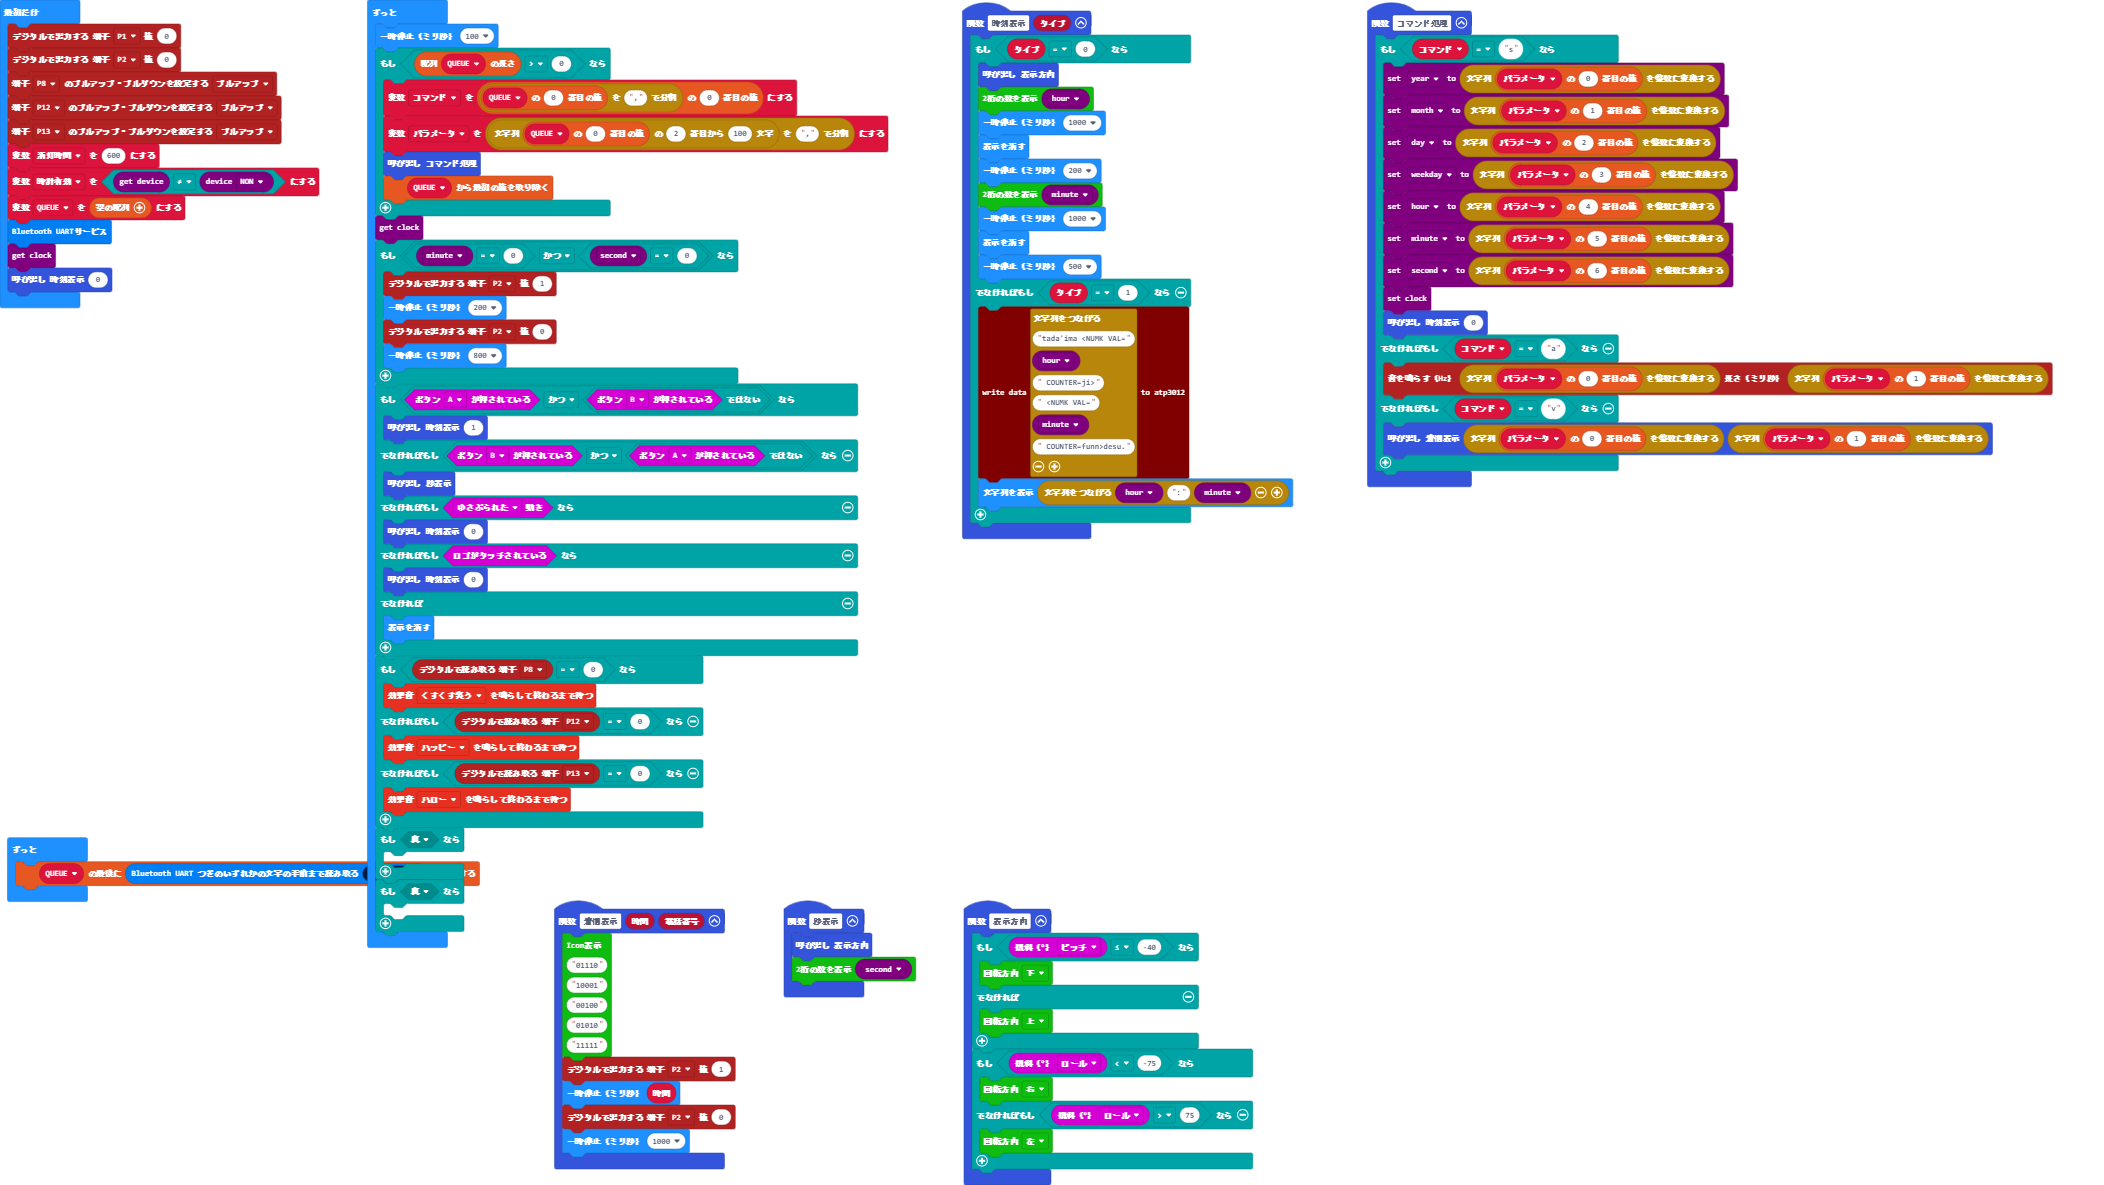 最初だけ
デジタルで出力する 端子 P1 値 0
デジタルで出力する 端子 P2 値 0
端子 P8 のプルアップ・プルダウンを設定する プルアップ
端子 P12 のプルアップ・プルダウンを設定する プルアップ
端子 P13 のプルアップ・プルダウンを設定する プルアップ
変数 消灯時間 を 600 にする
変数 時計有効 を get device ≠ device NON にする
変数 QUEUE を 空の配列 にする
Bluetooth UARTサービス
get clock
呼び出し 時刻表示 0
ずっと
QUEUE の最後に Bluetooth UART つぎのいずれかの文字の手前まで読み取る
る
ずっと
一時停止 (ミリ秒) 100
もし 配列 QUEUE の長さ > 0 なら
変数 コマンド を QUEUE の 0 番目の値 を "," で分割 の 0 番目の値 にする
変数 パラメータ を 文字列 QUEUE の 0 番目の値 の 2 番目から 100 文字 を "," で分割 にする
呼び出し コマンド処理
QUEUE から最初の値を取り除く
get clock
もし minute = 0 かつ second = 0 なら
デジタルで出力する 端子 P2 値 1
一時停止 (ミリ秒) 200
デジタルで出力する 端子 P2 値 0
一時停止 (ミリ秒) 800
もし ボタン A が押されている かつ ボタン B が押されている ではない なら
呼び出し 時刻表示 1
でなければもし ボタン B が押されている かつ ボタン A が押されている ではない なら
呼び出し 秒表示
でなければもし ゆさぶられた 動き なら
呼び出し 時刻表示 0
でなければもし ロゴがタッチされている なら
呼び出し 時刻表示 0
でなければ
表示を消す
もし デジタルで読み取る 端子 P8 = 0 なら
効果音 くすくす笑う を鳴らして終わるまで待つ
でなければもし デジタルで読み取る 端子 P12 = 0 なら
効果音 ハッピー を鳴らして終わるまで待つ
でなければもし デジタルで読み取る 端子 P13 = 0 なら
効果音 ハロー を鳴らして終わるまで待つ
もし 真 なら
もし 真 なら
関数 時刻表示 タイプ
もし タイプ = 0 なら
呼び出し 表示方向
2桁の数を表示 hour
一時停止 (ミリ秒) 1000
表示を消す
一時停止 (ミリ秒) 200
2桁の数を表示 minute
一時停止 (ミリ秒) 1000
表示を消す
一時停止 (ミリ秒) 500
でなければもし タイプ = 1 なら
文字列をつなげる
"tada'ima <NUMK VAL="
hour
" COUNTER=ji>"
write data to atp3012
" <NUMK VAL="
minute
" COUNTER=funn>desu."
文字列を表示 文字列をつなげる hour ":" minute
関数 コマンド処理
もし コマンド = "s" なら
set year to 文字列 パラメータ の 0 番目の値 を整数に変換する
set month to 文字列 パラメータ の 1 番目の値 を整数に変換する
set day to 文字列 パラメータ の 2 番目の値 を整数に変換する
set weekday to 文字列 パラメータ の 3 番目の値 を整数に変換する
set hour to 文字列 パラメータ の 4 番目の値 を整数に変換する
set minute to 文字列 パラメータ の 5 番目の値 を整数に変換する
set second to 文字列 パラメータ の 6 番目の値 を整数に変換する
set clock
呼び出し 時刻表示 0
でなければもし コマンド = "a" なら
音を鳴らす (Hz) 文字列 パラメータ の 0 番目の値 を整数に変換する 長さ (ミリ秒) 文字列 パラメータ の 1 番目の値 を整数に変換する
でなければもし コマンド = "v" なら
呼び出し 着信表示 文字列 パラメータ の 0 番目の値 を整数に変換する 文字列 パラメータ の 1 番目の値 を整数に変換する
関数 着信表示 時間 電話番号
Icon表示
"01110"
"10001"
"00100"
"01010"
"11111"
デジタルで出力する 端子 P2 値 1
一時停止 (ミリ秒) 時間
デジタルで出力する 端子 P2 値 0
一時停止 (ミリ秒) 1000
関数 秒表示
呼び出し 表示方向
2桁の数を表示 second
関数 表示方向
もし 傾斜 (°) ピッチ ≤ -40 なら
回転方向 下
でなければ
回転方向 上
もし 傾斜 (°) ロール < -75 なら
回転方向 右
でなければもし 傾斜 (°) ロール > 75 なら
回転方向 左